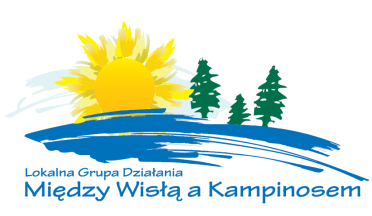 Lokalna Grupa Działania
Między Wisłą a Kampinosem